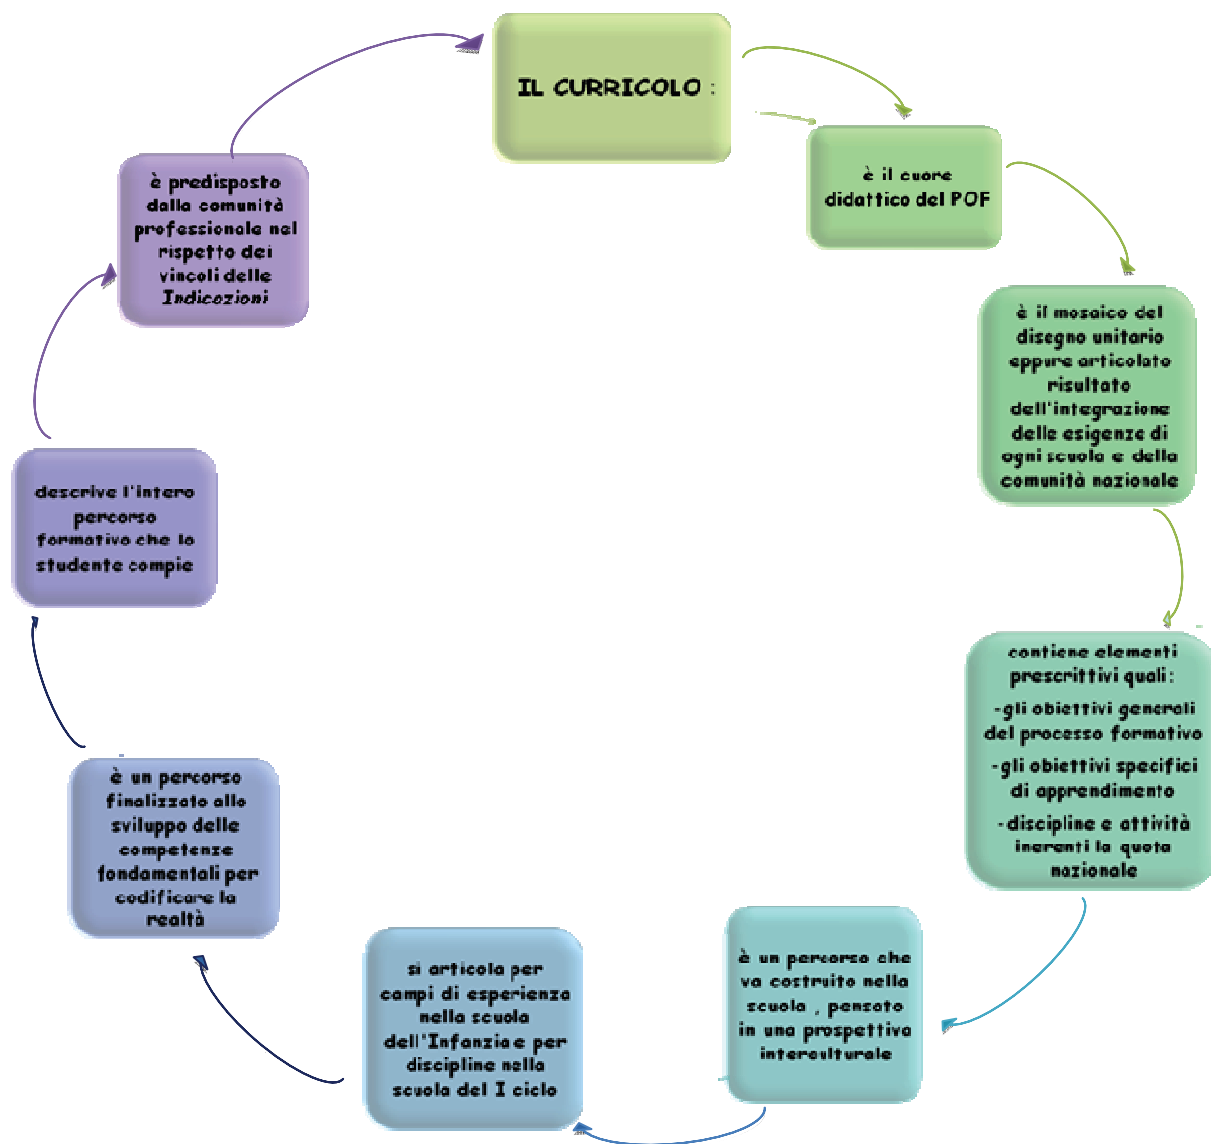 IL CURRICOLO :
è il cuore
didattico del POF
è il mosaico del
disegno unitario
eppure articolato
risultato
dell'integrazione
delle esigenze di
ogni scuola e della
comunità nazionale
contiene elementi
prescrittivi quali:
-gli obiettivi generali
del processo formativo
-gli obiettivi specifici
di apprendimento
-discipline e attività
inerenti la quota
nazionale
è un percorso che
va costruito nella
scuola , pensato
in una prospettiva
interculturale
si articola per
campi di esperienza
nella scuola
dell'Infanzia e per
discipline nella
scuola del I ciclo
è un percorso
finalizzato allo
sviluppo delle
competenze
fondamentali per
codificare la
realtà
descrive l'intero
percorso
formativo che lo
studente compie
è predisposto
dalla comunità
professionale nel
rispetto dei
vincoli delle
Indicazioni